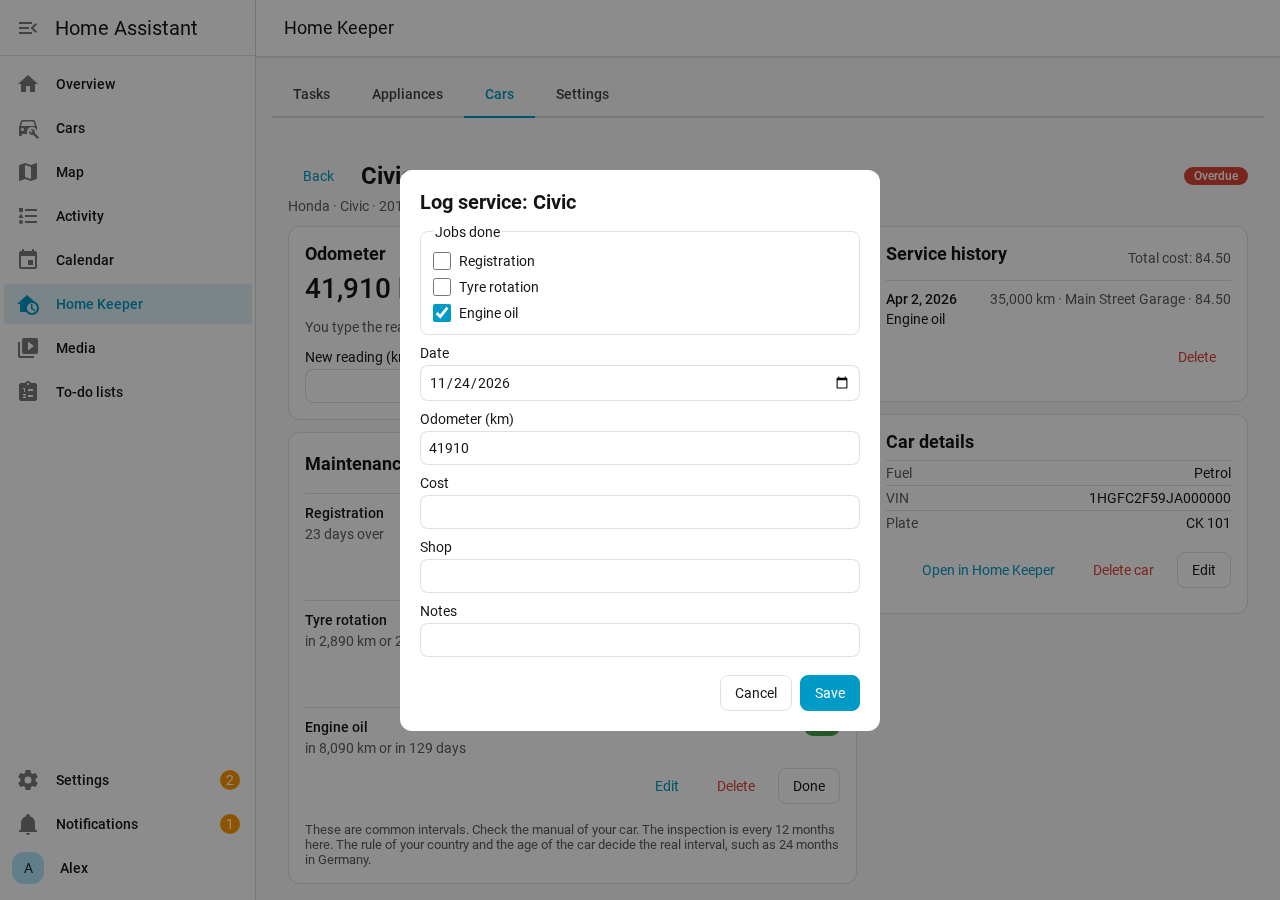 Home Assistant
Home Keeper
Overview
Cars
Map
Activity
Calendar
Home Keeper
Media
To-do lists
Settings
2
Notifications
1
A
Alex
Tasks
Appliances
Cars
Settings
Back
Overdue
Honda · Civic
Odometer
41,910
You type the
New reading
Maintenance
Registration
23 days over
Tyre rotation
in 2,890 km or
Engine oil
in 8,090 km or in 129 days
Edit
Delete
Done
These are common intervals. Check the manual of your car. The inspection is every 12 months
here. The rule of your country and the age of the car decide the real interval, such as 24 months
in Germany.
Log service: Civic
Jobs done
Registration
Tyre rotation
Engine oil
Date
11/24/2026
Odometer (km)
41910
Cost
Shop
Notes
Cancel
Save
Service history
Total cost: 84.50
Apr 2, 2026
35,000 km · Main Street Garage · 84.50
Engine oil
Delete
Car details
Fuel
Petrol
VIN
1HGFC2F59JA000000
Plate
CK 101
Open in Home Keeper
Delete car
Edit